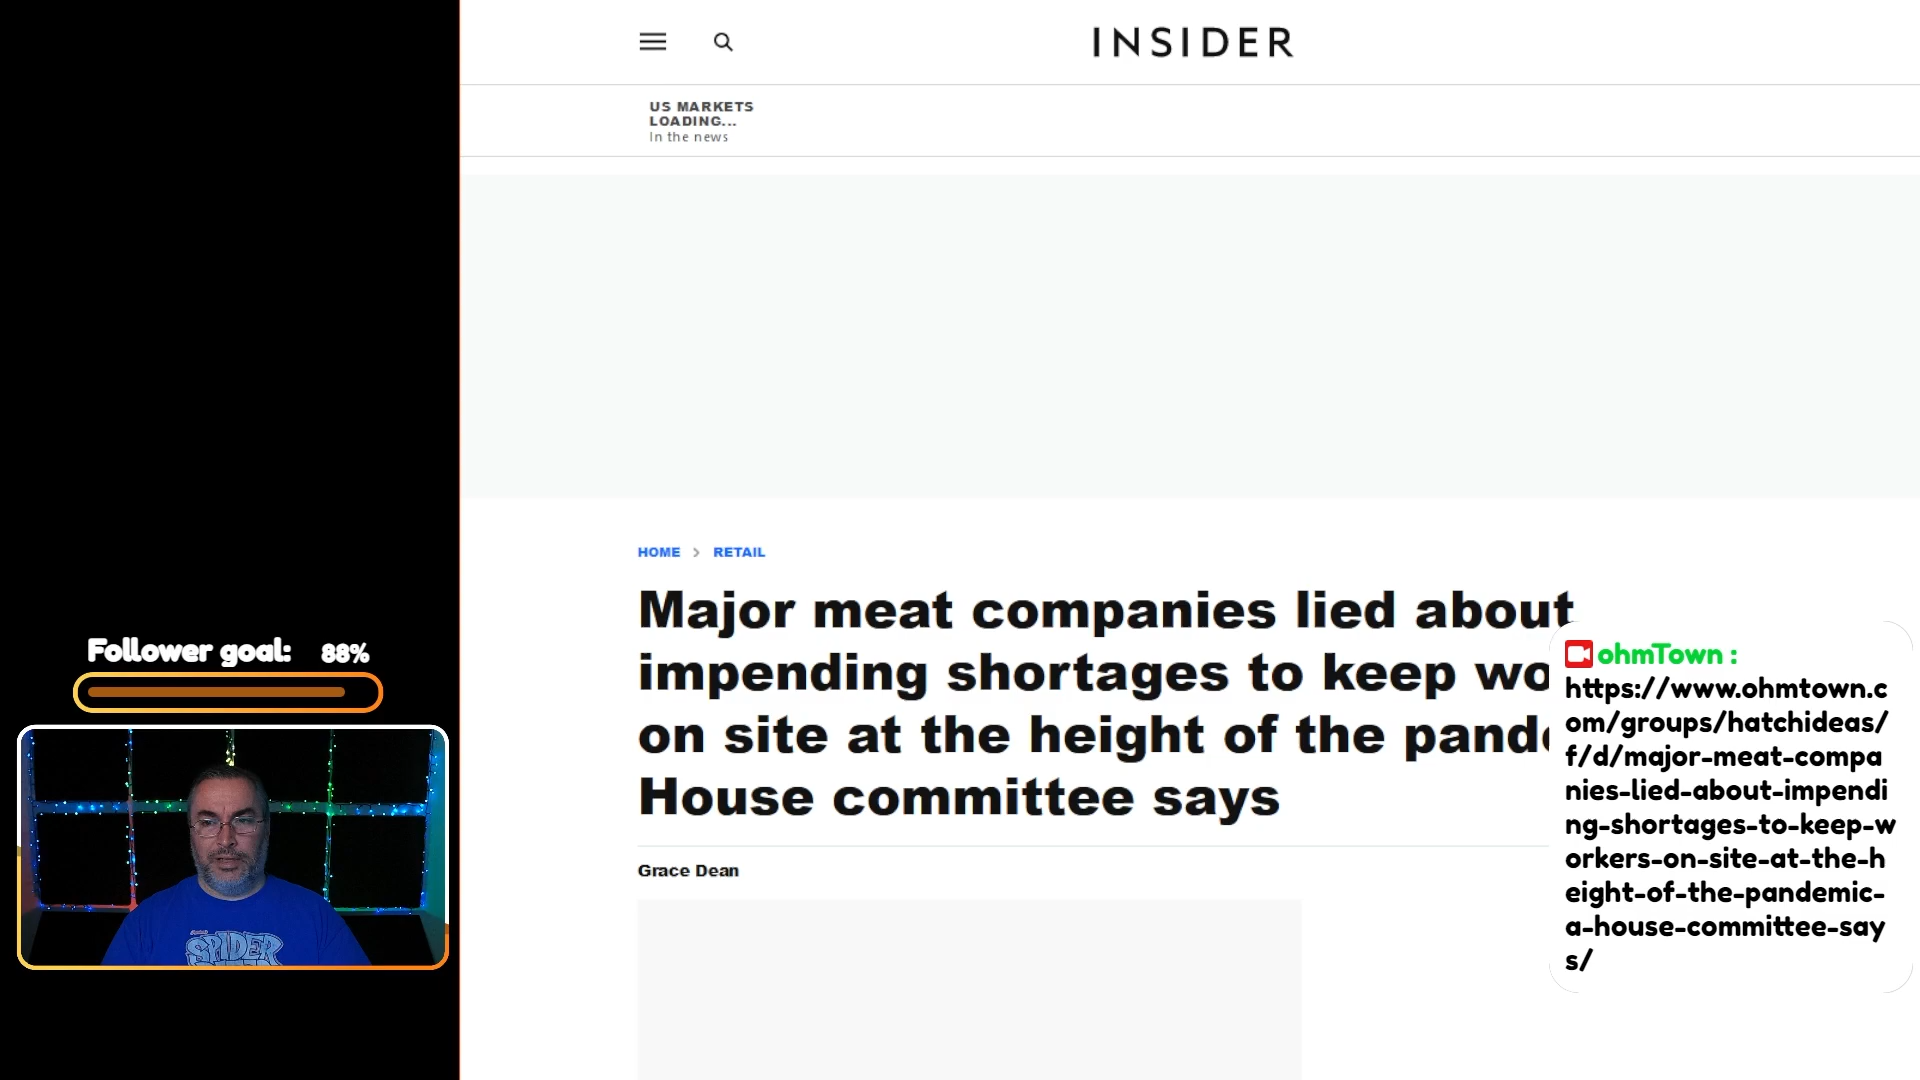 INSIDER
US MARKETS
LOADING...
In the news
HOME > RETAIL
Major meat companies lied about
impending shortages to keep
on site at the height of the
House committee says
Grace Dean
Follower goal: 88%
SPIDER
ohmTown :
https://www.ohmtown.c
om/groups/hatchideas/
f/d/major-meat-compa
nies-lied-about-impendi
ng-shortages-to-keep-w
orkers-on-site-at-the-h
eight-of-the-pandemic-
a-house-committee-say
s/